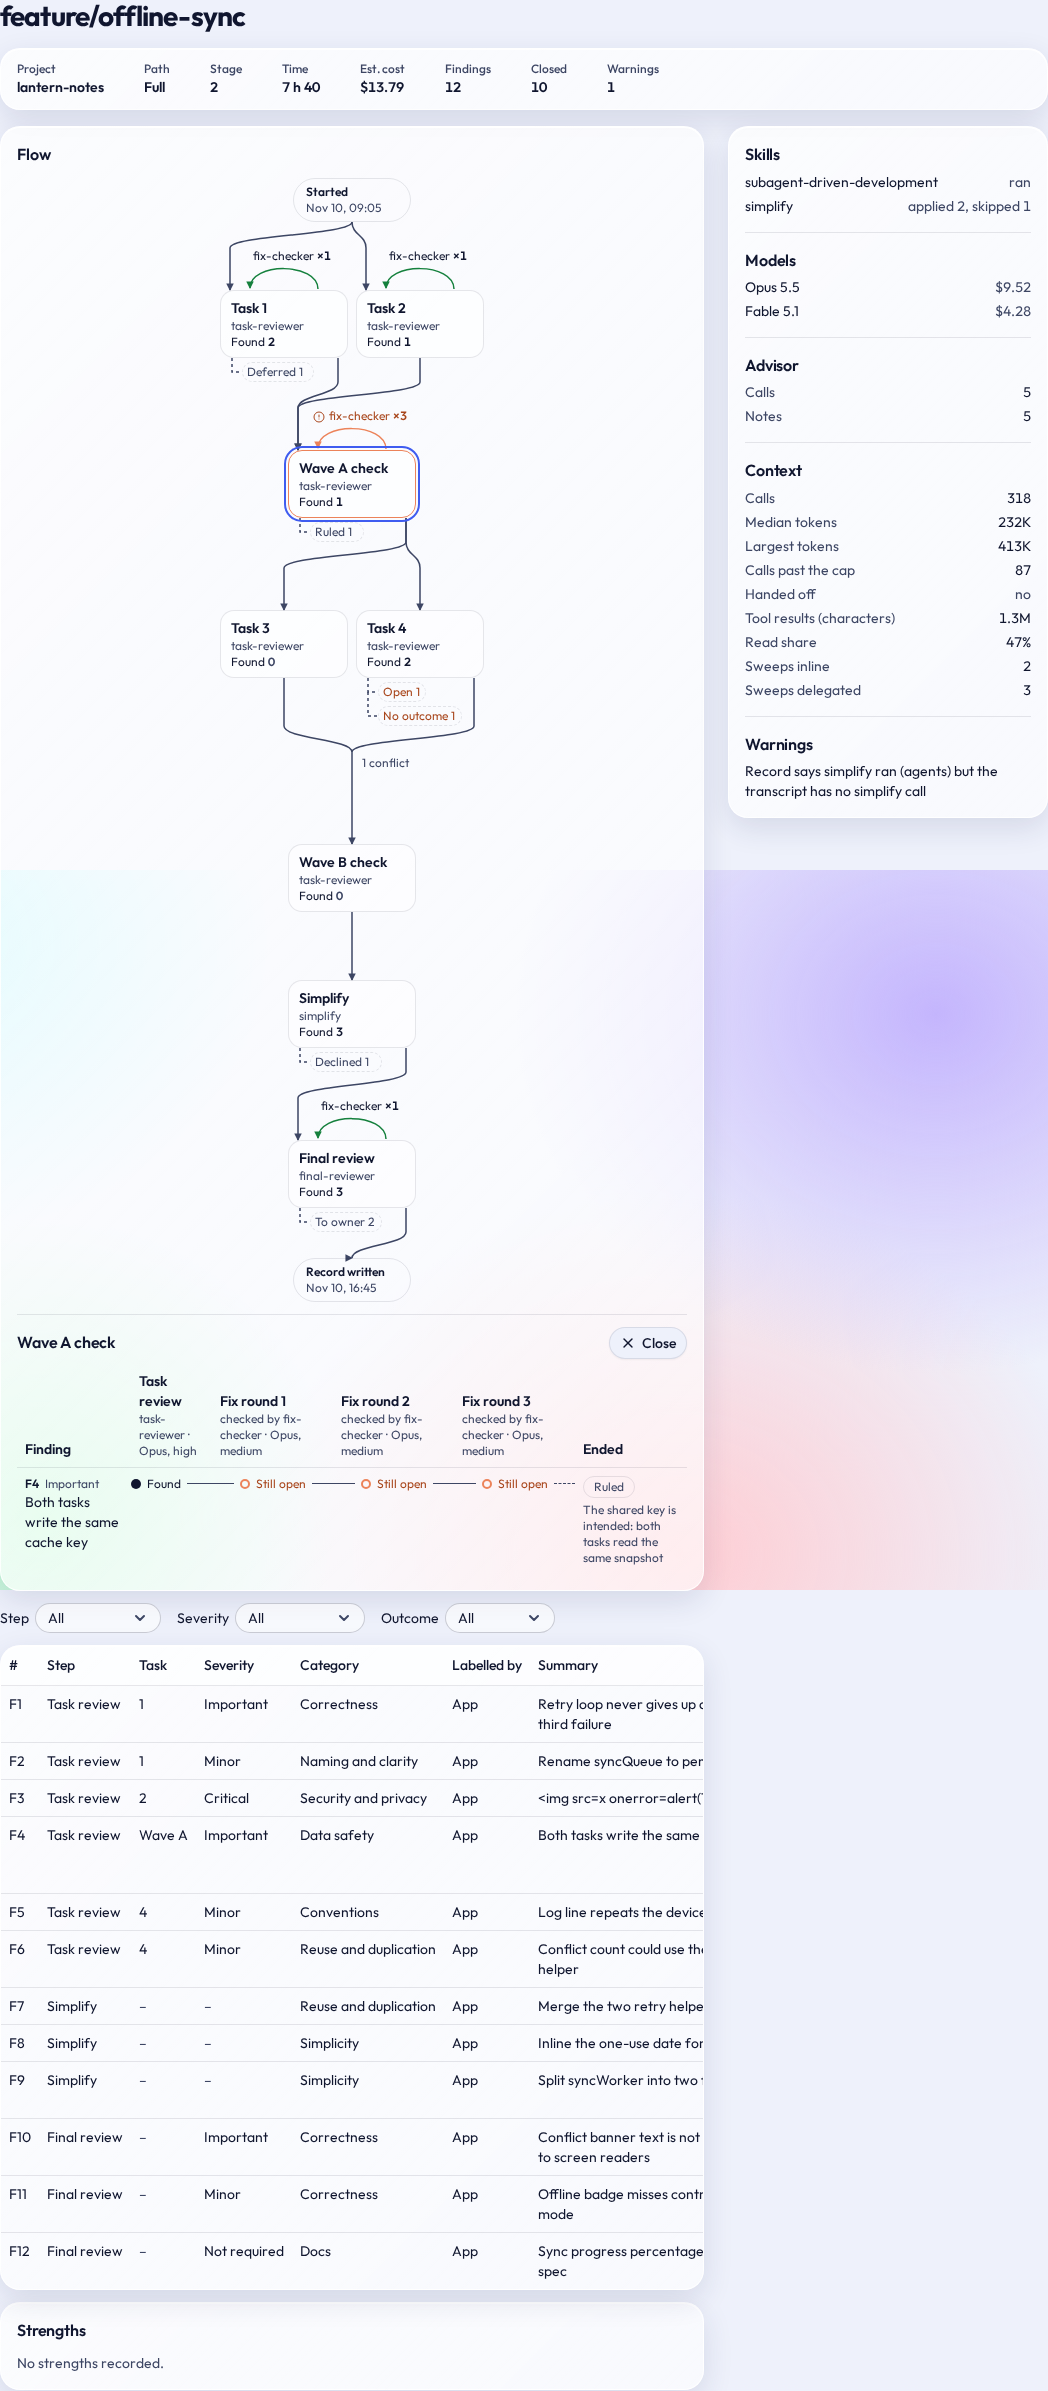 feature/offline-sync
Project Path Stage Time Est. cost Findings Closed Warnings
lantern-notes Full 2 7 h 40 $13.79 12 10 1
Flow
Started
Nov 10, 09:05
fix-checker ×1 fix-checker ×1
Task 1 Task 2
task-reviewer task-reviewer
Found 2 Found 1
Deferred 1
fix-checker ×3
Wave A check
task-reviewer
Found 1
Ruled 1
Task 3 Task 4
task-reviewer task-reviewer
Found 0 Found 2
Open 1
No outcome 1
1 conflict
Wave B check
task-reviewer
Found 0
Simplify
simplify
Found 3
Declined 1
fix-checker ×1
Final review
final-reviewer
Found 3
To owner 2
Record written
Nov 10, 16:45
Skills
subagent-driven-development ran
simplify applied 2, skipped 1
Models
Opus 5.5 $9.52
Fable 5.1 $4.28
Advisor
Calls 5
Notes 5
Context
Calls 318
Median tokens 232K
Largest tokens 413K
Calls past the cap 87
Handed off no
Tool results (characters) 1.3M
Read share 47%
Sweeps inline 2
Sweeps delegated 3
Warnings
Record says simplify ran (agents) but the
transcript has no simplify call
Wave A check Close
Task
review Fix round 1 Fix round 2 Fix round 3
task- checked by fix- checked by fix- checked by fix-
reviewer · checker · Opus, checker · Opus, checker · Opus,
Opus, high medium medium medium
Finding Ended
F4 Important Found Still open Still open Still open Ruled
Both tasks
write the same
cache key
The shared key is
intended: both
tasks read the
same snapshot
Step All Severity All Outcome All
# Step Task Severity Category Labelled by Summary
F1 Task review 1 Important Correctness App Retry loop never gives up
third failure
F2 Task review 1 Minor Naming and clarity App Rename syncQueue to
F3 Task review 2 Critical Security and privacy App <img src=x onerror=alert(
F4 Task review Wave A Important Data safety App Both tasks write the same
F5 Task review 4 Minor Conventions App Log line repeats the device
F6 Task review 4 Minor Reuse and duplication App Conflict count could use the
helper
F7 Simplify – – Reuse and duplication App Merge the two retry
F8 Simplify – – Simplicity App Inline the one-use date
F9 Simplify – – Simplicity App Split syncWorker into two
F10 Final review – Important Correctness App Conflict banner text is not
to screen readers
F11 Final review – Minor Correctness App Offline badge misses
mode
F12 Final review – Not required Docs App Sync progress percentage
spec
Strengths
No strengths recorded.